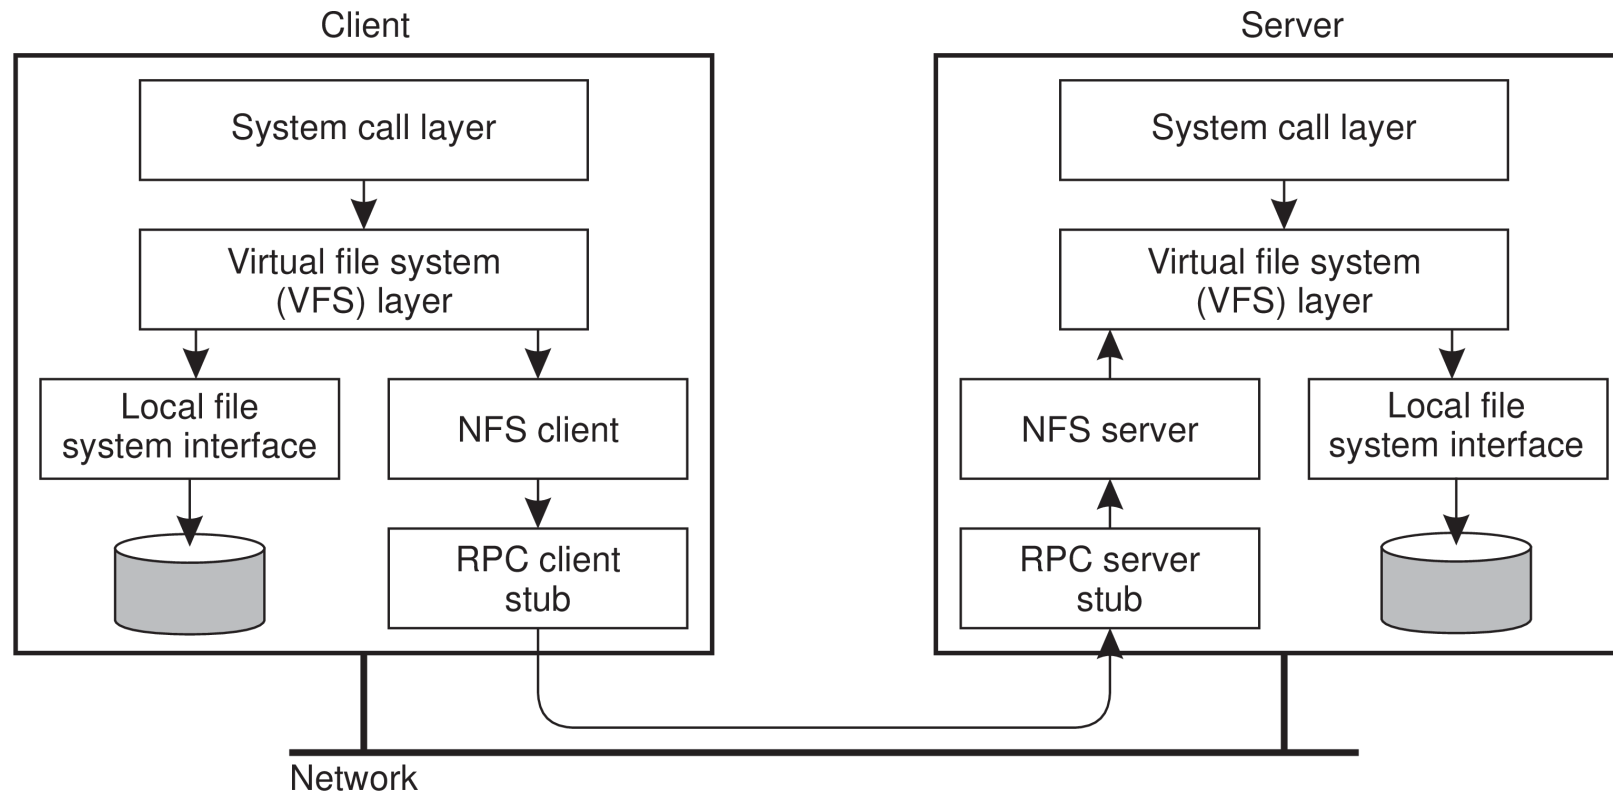 Client
System call layer
Virtual file system
(VFS) layer
Local file
system interface
NFS client
RPC client
stub
Server
System call layer
Virtual file system
(VFS) layer
NFS server
Local file
system interface
RPC server
stub
Network